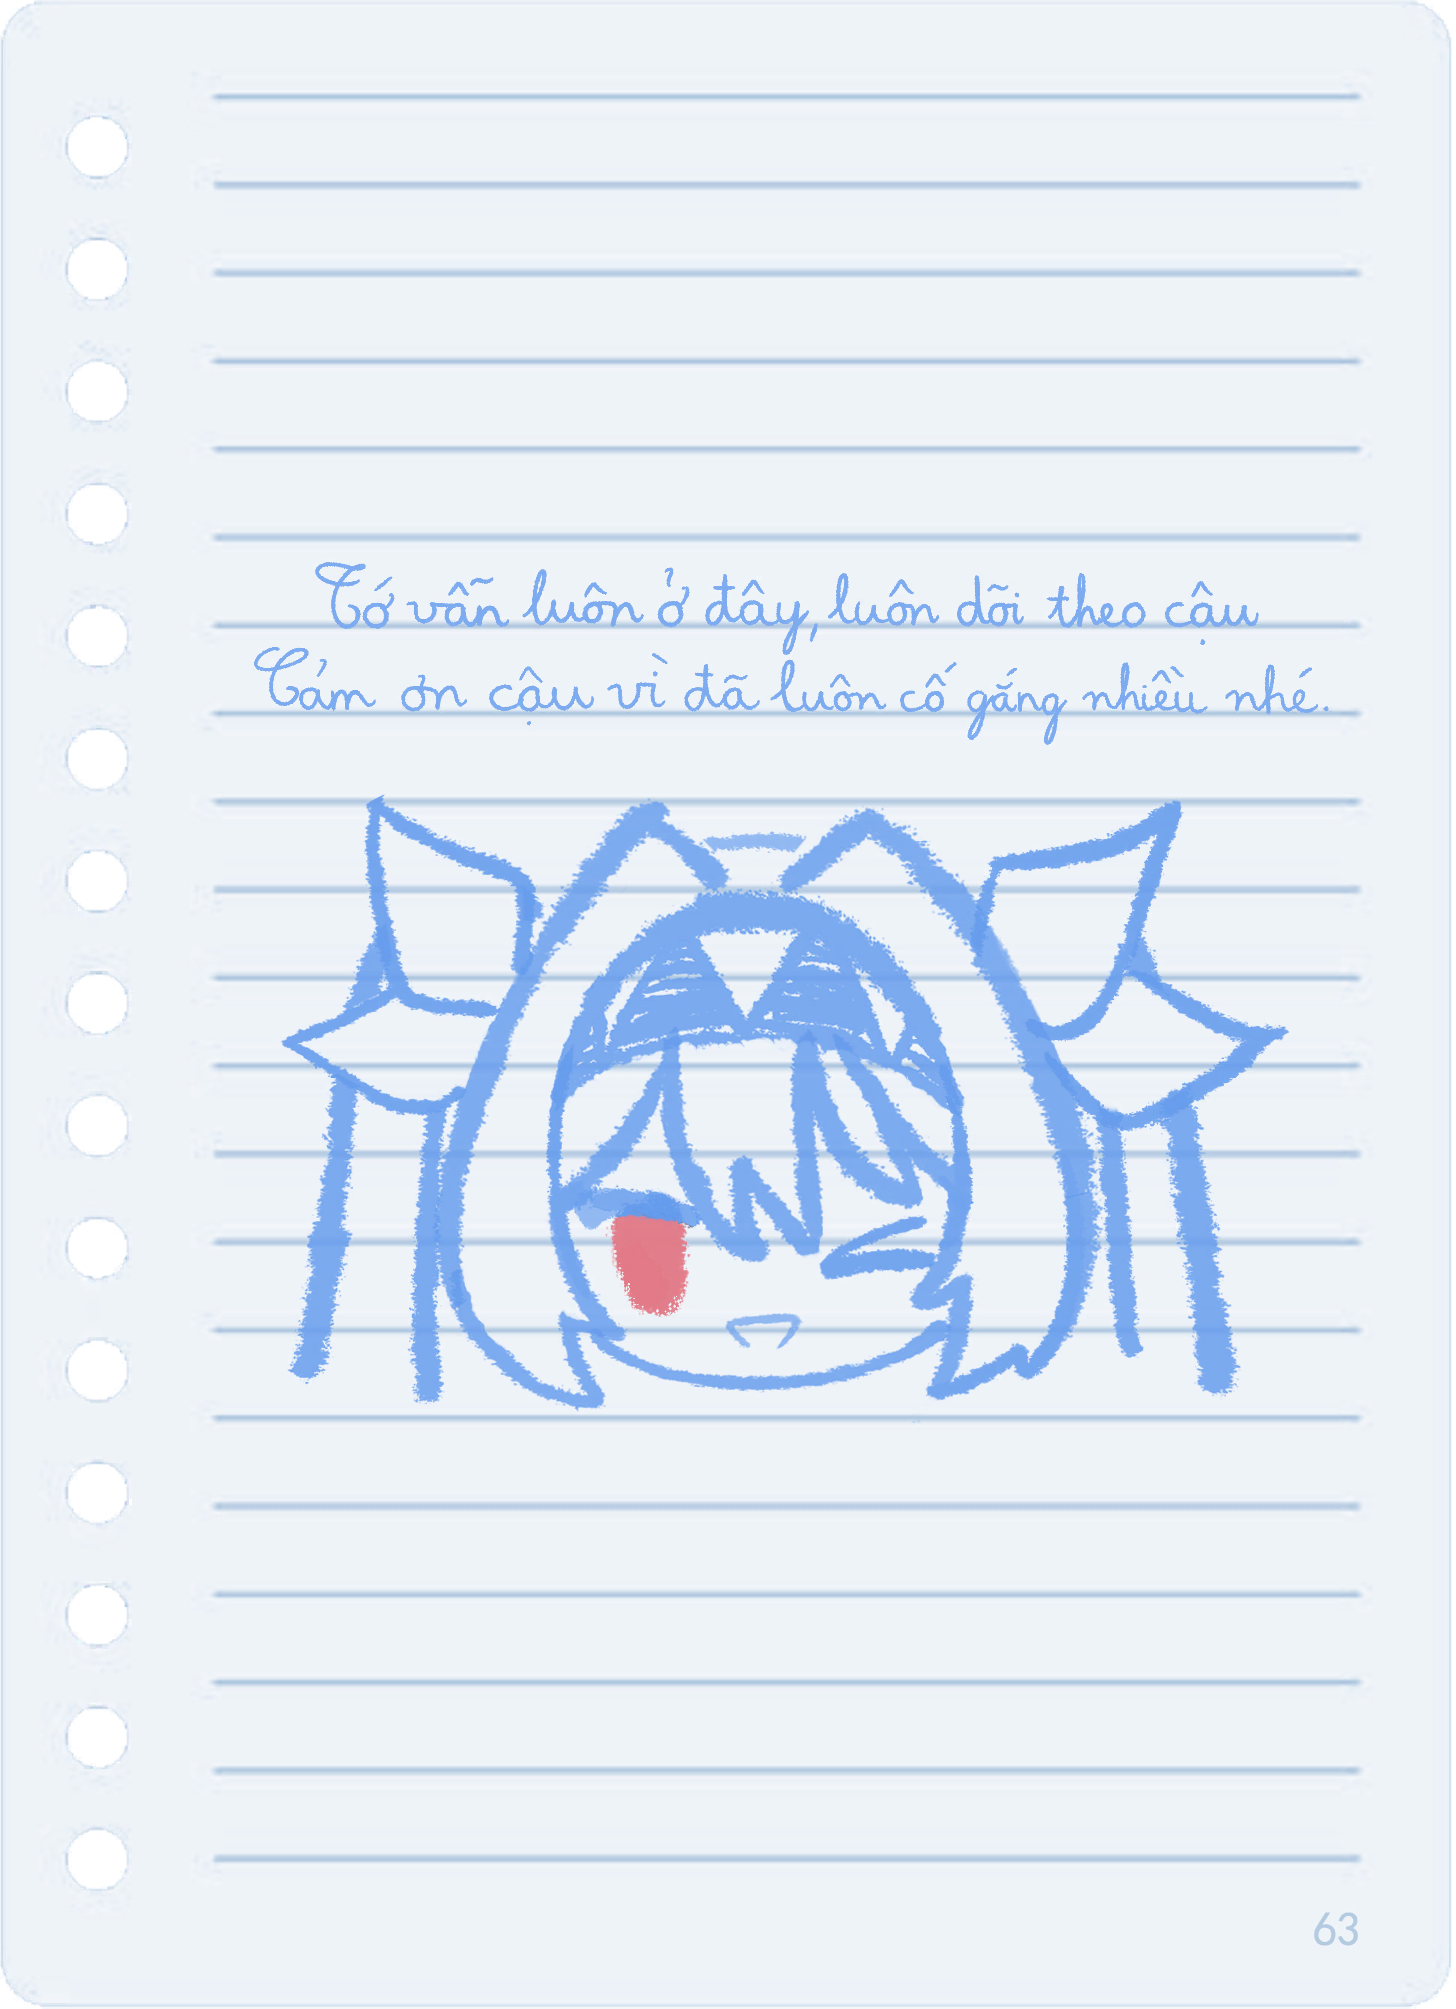 Tớ vẫn luôn ở đây, luôn dõi theo cậu
Cảm ơn cậu vì đã luôn cố gắng nhiều nhé.
63